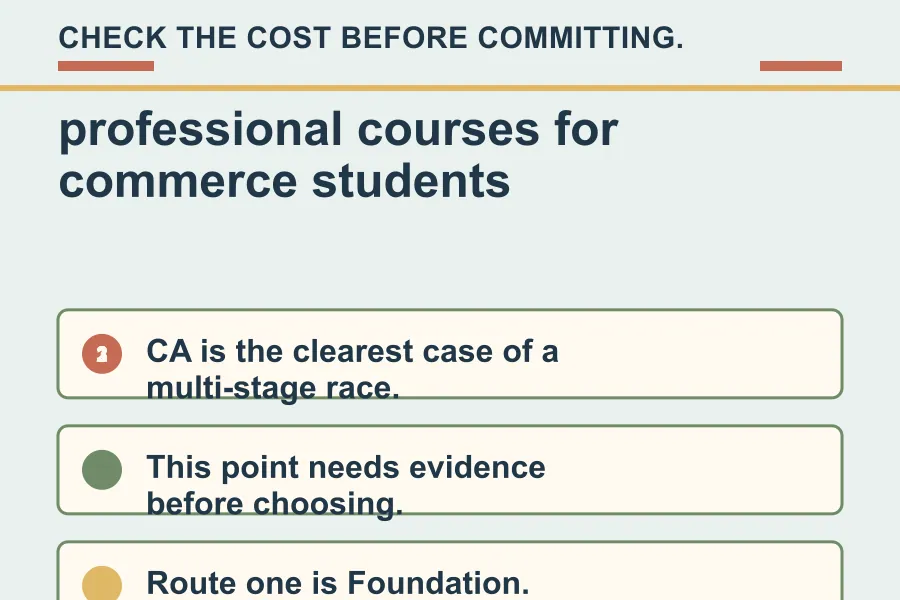 CHECK THE COST BEFORE COMMITTING.
professional courses for
commerce students
CA is the clearest case of a
multi-stage race.
This point needs evidence
before choosing.
Route one is Foundation.